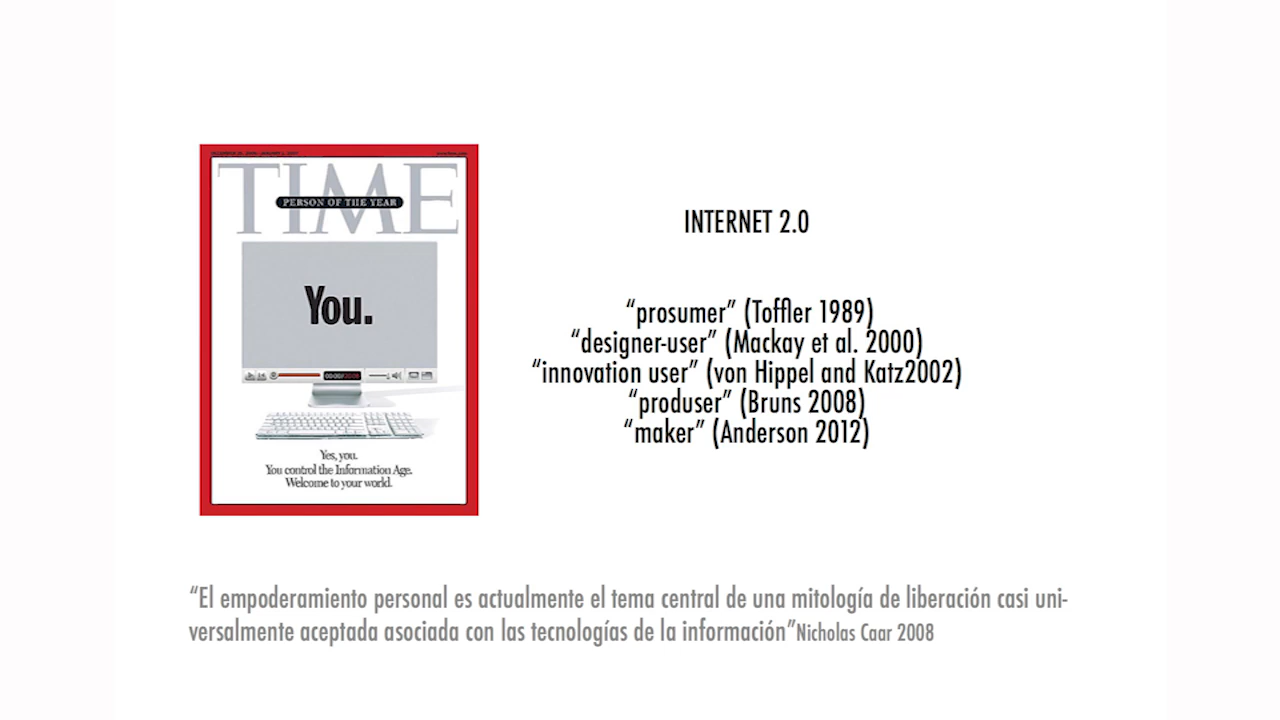 TIME
PERSON OF THE YEAR
You.
Yes, you.
You control the Information Age.
Welcome to your world.
INTERNET 2.0
“prosumer” (Toffler 1989)
“designer-user” (Mackay et al. 2000)
“innovation user” (von Hippel and Katz2002)
“produser” (Bruns 2008)
“maker” (Anderson 2012)
“El empoderamiento personal es actualmente el tema central de una mitología de liberación casi uni-
versalmente aceptada asociada con las tecnologías de la información”Nicholas Caar 2008